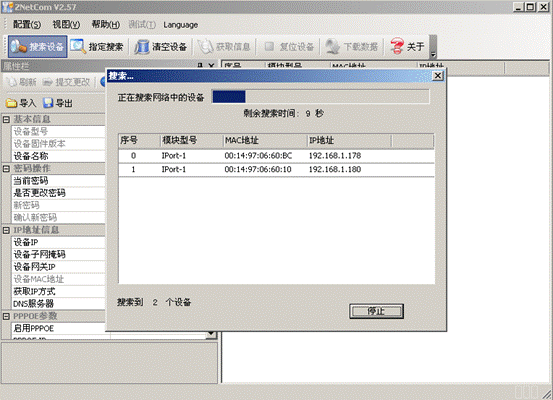 ZNetCom V2.57
配置(S) 视图(V) 帮助(H) 测试(T) Language
搜索设备 指定搜索 清空设备 获取信息 复位设备 下载数据 关于
属性栏
序号 模块型号 MAC地址 IP地址
刷新 提交更改
导入 导出
基本信息
设备型号
设备固件版本
设备名称
密码操作
当前密码
是否更改密码
新密码
确认新密码
IP地址信息
设备IP
设备子网掩码
设备网关IP
设备MAC地址
获取IP方式
DNS服务器
PPPOE参数
启用PPPOE
PPPOE IP
搜索...
正在搜索网络中的设备
剩余搜索时间: 9 秒
序号 模块型号 MAC地址 IP地址
0 IPort-1 00:14:97:06:60:BC 192.168.1.178
1 IPort-1 00:14:97:06:60:10 192.168.1.180
搜索到 2 个设备
停止